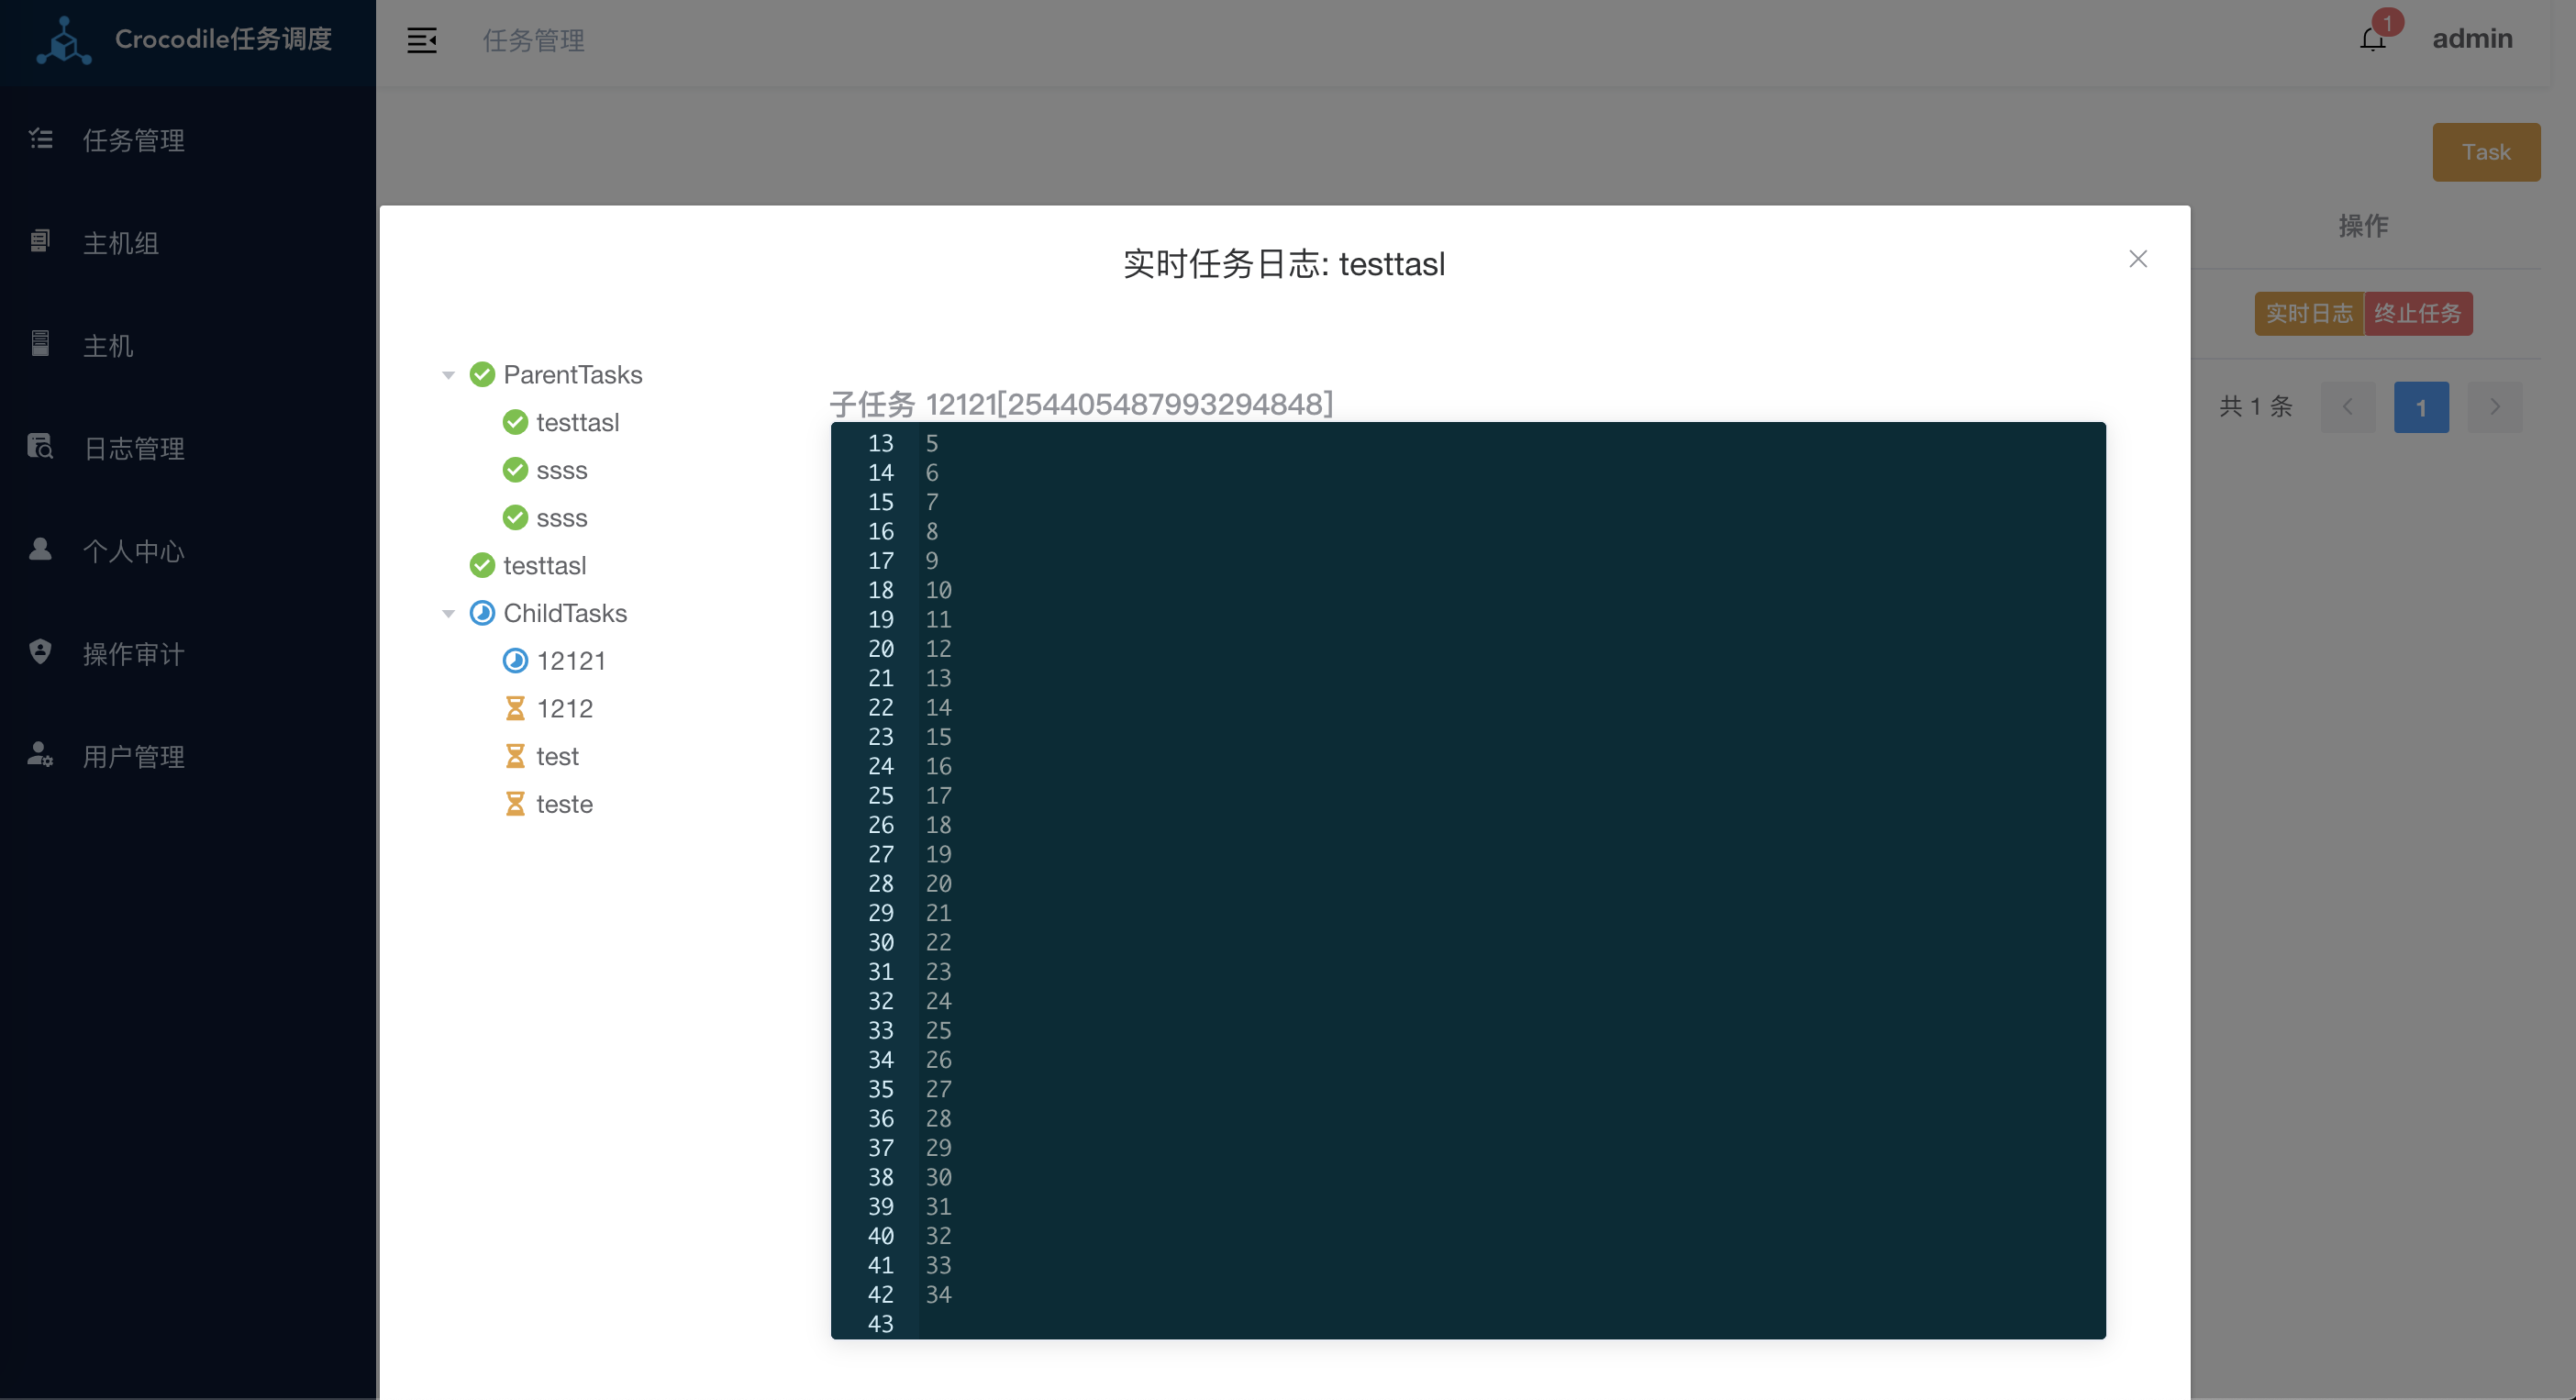 Crocodile任务调度
任务管理
1
admin
任务管理
主机组
主机
日志管理
个人中心
操作审计
用户管理
Task
操作
实时日志
终止任务
共 1 条
1
实时任务日志: testtasl
ParentTasks
testtasl
ssss
ssss
testtasl
ChildTasks
12121
1212
test
teste
子任务 12121[254405487993294848]
13 5
14 6
15 7
16 8
17 9
18 10
19 11
20 12
21 13
22 14
23 15
24 16
25 17
26 18
27 19
28 20
29 21
30 22
31 23
32 24
33 25
34 26
35 27
36 28
37 29
38 30
39 31
40 32
41 33
42 34
43